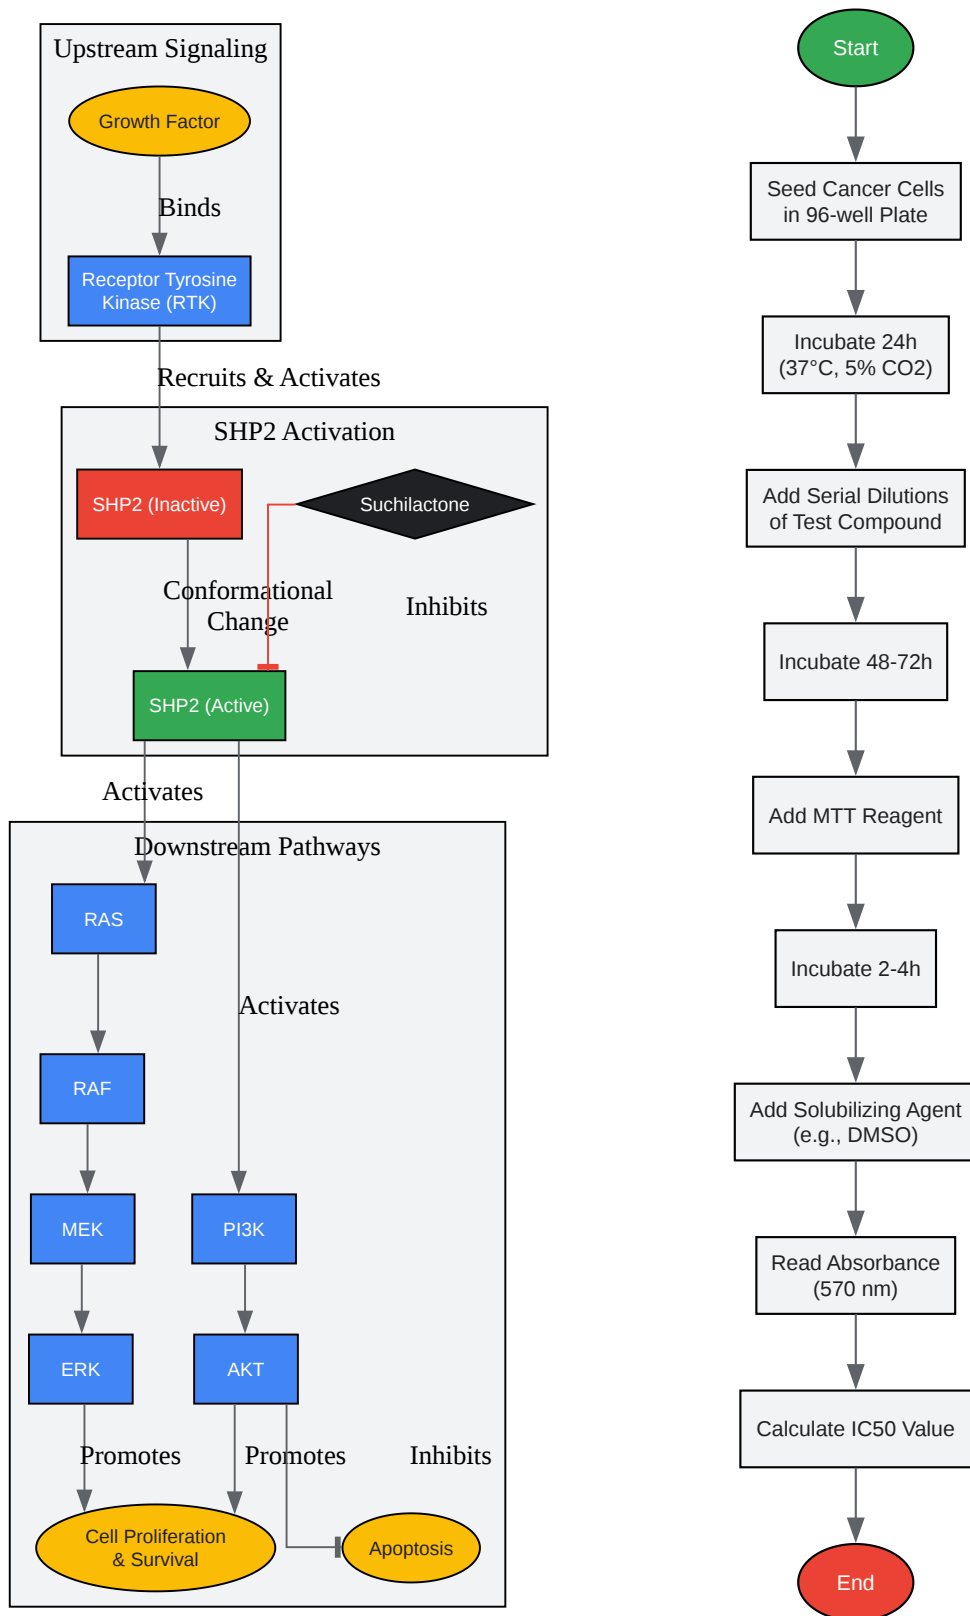 Upstream Signaling
Growth Factor
Binds
Receptor Tyrosine
Kinase (RTK)
Recruits & Activates
SHP2 Activation
SHP2 (Inactive)
Suchilactone
Conformational
Change
Inhibits
SHP2 (Active)
Activates
Downstream Pathways
RAS
Activates
RAF
MEK
PI3K
ERK
AKT
Promotes
Promotes
Inhibits
Cell Proliferation
& Survival
Apoptosis
Start
Seed Cancer Cells
in 96-well Plate
Incubate 24h
(37°C, 5% CO2)
Add Serial Dilutions
of Test Compound
Incubate 48-72h
Add MTT Reagent
Incubate 2-4h
Add Solubilizing Agent
(e.g., DMSO)
Read Absorbance
(570 nm)
Calculate IC50 Value
End